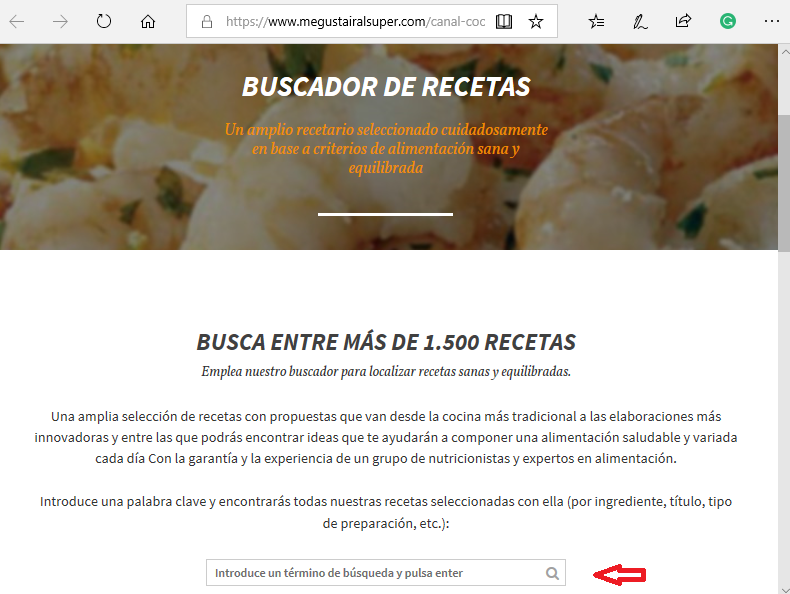 https://www.megustairalsuper.com/canal-coc
BUSCADOR DE RECETAS
Un amplio recetario seleccionado cuidadosamente
en base a criterios de alimentación sana y
equilibrada
BUSCA ENTRE MÁS DE 1.500 RECETAS
Emplea nuestro buscador para localizar recetas sanas y equilibradas.
Una amplia selección de recetas con propuestas que van desde la cocina más tradicional a las elaboraciones más
innovadoras y entre las que podrás encontrar ideas que te ayudarán a componer una alimentación saludable y variada
cada día Con la garantía y la experiencia de un grupo de nutricionistas y expertos en alimentación.
Introduce una palabra clave y encontrarás todas nuestras recetas seleccionadas con ella (por ingrediente, título, tipo
de preparación, etc.):
Introduce un término de búsqueda y pulsa enter